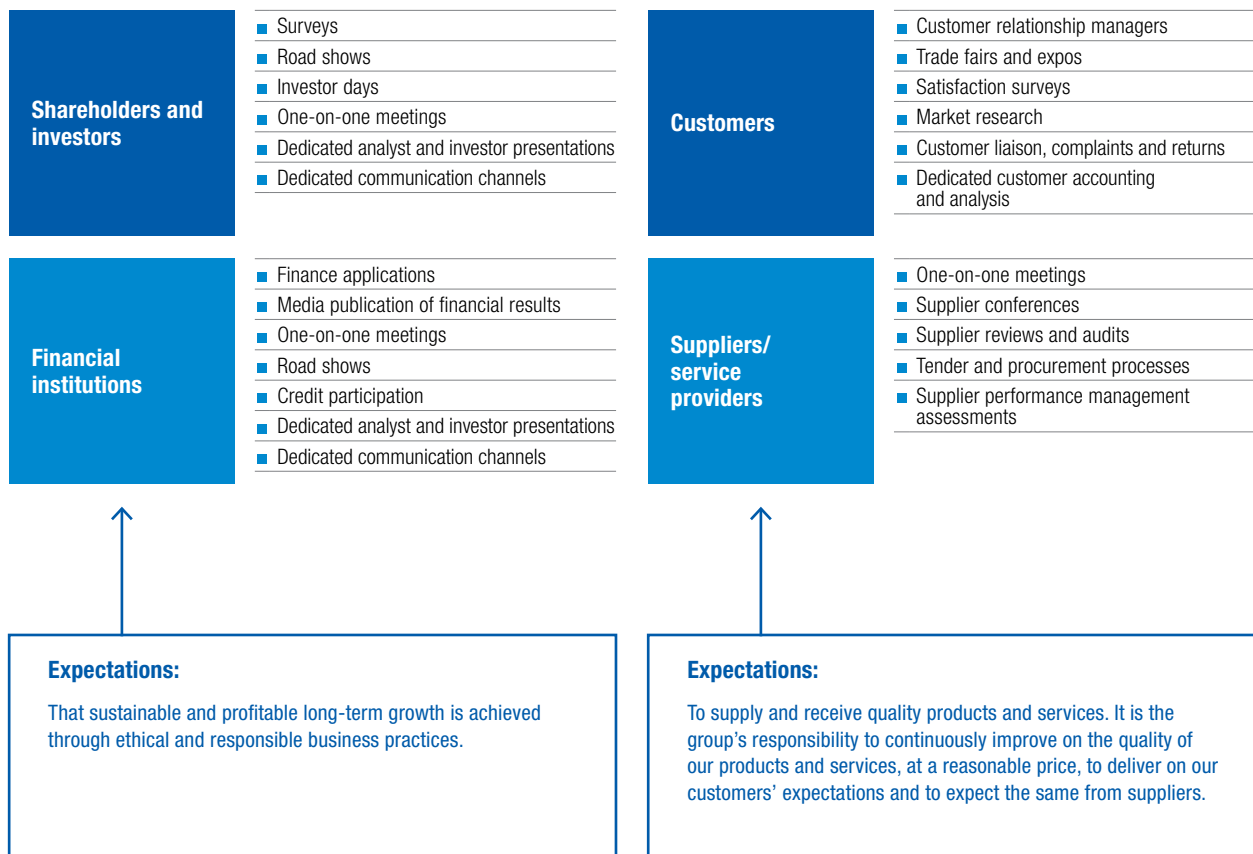 Shareholders and
investors
Surveys
Road shows
Investor days
One-on-one meetings
Dedicated analyst and investor presentations
Dedicated communication channels
Customers
Customer relationship managers
Trade fairs and expos
Satisfaction surveys
Market research
Customer liaison, complaints and returns
Dedicated customer accounting
and analysis
Financial
institutions
Finance applications
Media publication of financial results
One-on-one meetings
Road shows
Credit participation
Dedicated analyst and investor presentations
Dedicated communication channels
Suppliers/
service
providers
One-on-one meetings
Supplier conferences
Supplier reviews and audits
Tender and procurement processes
Supplier performance management
assessments
Expectations:
That sustainable and profitable long-term growth is achieved
through ethical and responsible business practices.
Expectations:
To supply and receive quality products and services. It is the
group’s responsibility to continuously improve on the quality of
our products and services, at a reasonable price, to deliver on our
customers’ expectations and to expect the same from suppliers.